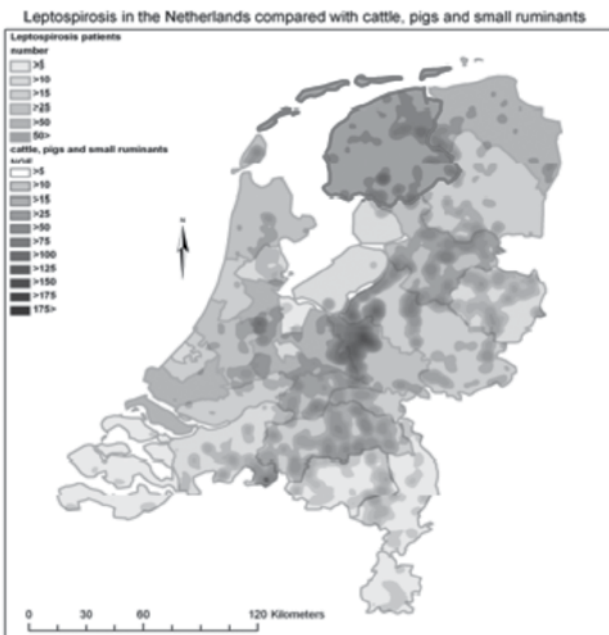 Leptospirosis in the Netherlands compared with cattle, pigs and small ruminants
Leptospirosis patients
number
>5
>10
>15
>25
>50
50>
cattle, pigs and small ruminants
>5
>10
>15
>25
>50
>75
>100
>125
>150
>175
175>
N
0 30 60 120 Kilometers